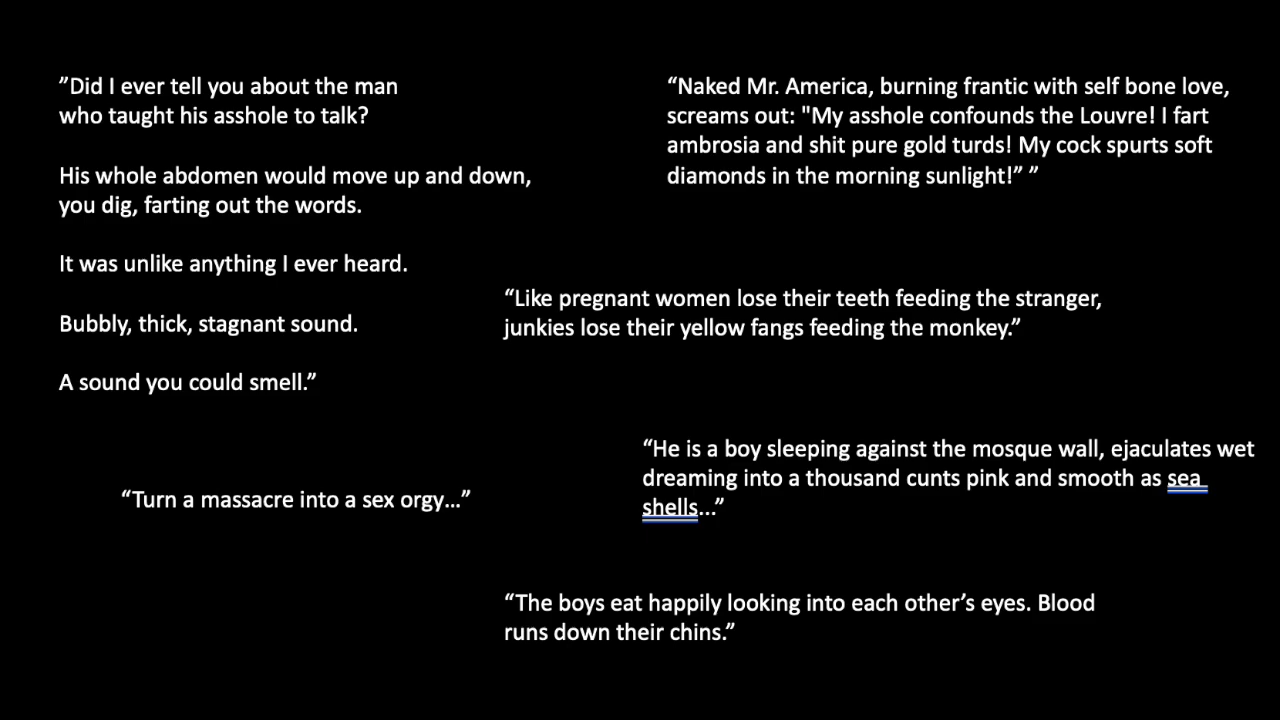 ”Did I ever tell you about the man
who taught his asshole to talk?
His whole abdomen would move up and down,
you dig, farting out the words.
It was unlike anything I ever heard.
Bubbly, thick, stagnant sound.
A sound you could smell.”
“Naked Mr. America, burning frantic with self bone love,
screams out: "My asshole confounds the Louvre! I fart
ambrosia and shit pure gold turds! My cock spurts soft
diamonds in the morning sunlight!” ”
“Like pregnant women lose their teeth feeding the stranger,
junkies lose their yellow fangs feeding the monkey.”
“He is a boy sleeping against the mosque wall, ejaculates wet
dreaming into a thousand cunts pink and smooth as sea
shells...”
“Turn a massacre into a sex orgy...”
“The boys eat happily looking into each other’s eyes. Blood
runs down their chins.”